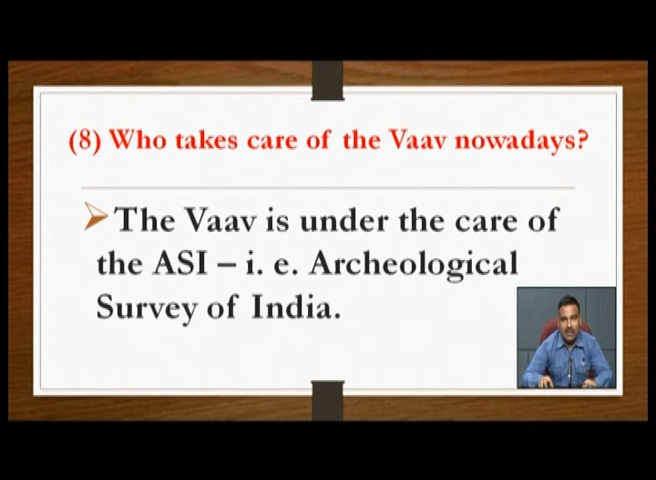 (8) Who takes care of the Vaav nowadays?
➢ The Vaav is under the care of
the ASI – i. e. Archeological
Survey of India.